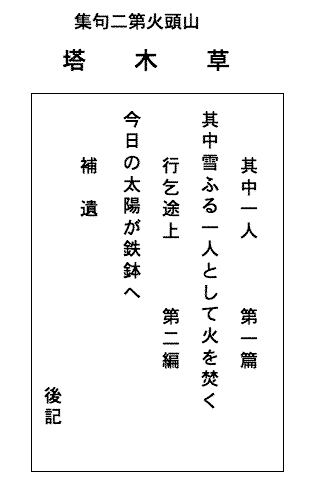 集句二第火頭山
塔木草
其中一人　第一篇
其中雪ふる一人として火を焚く
行乞途上　第二編
今日の太陽が鉄鉢へ
補遺
後記